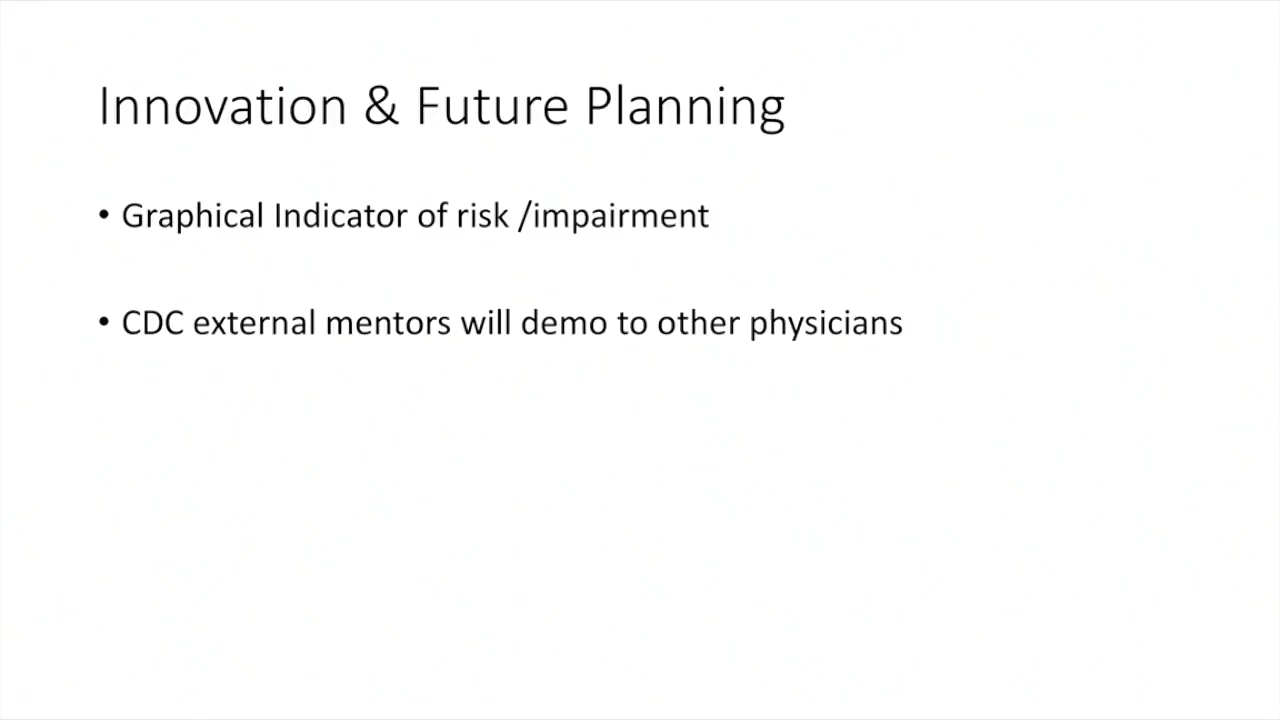 Innovation & Future Planning
• Graphical Indicator of risk /impairment
• CDC external mentors will demo to other physicians